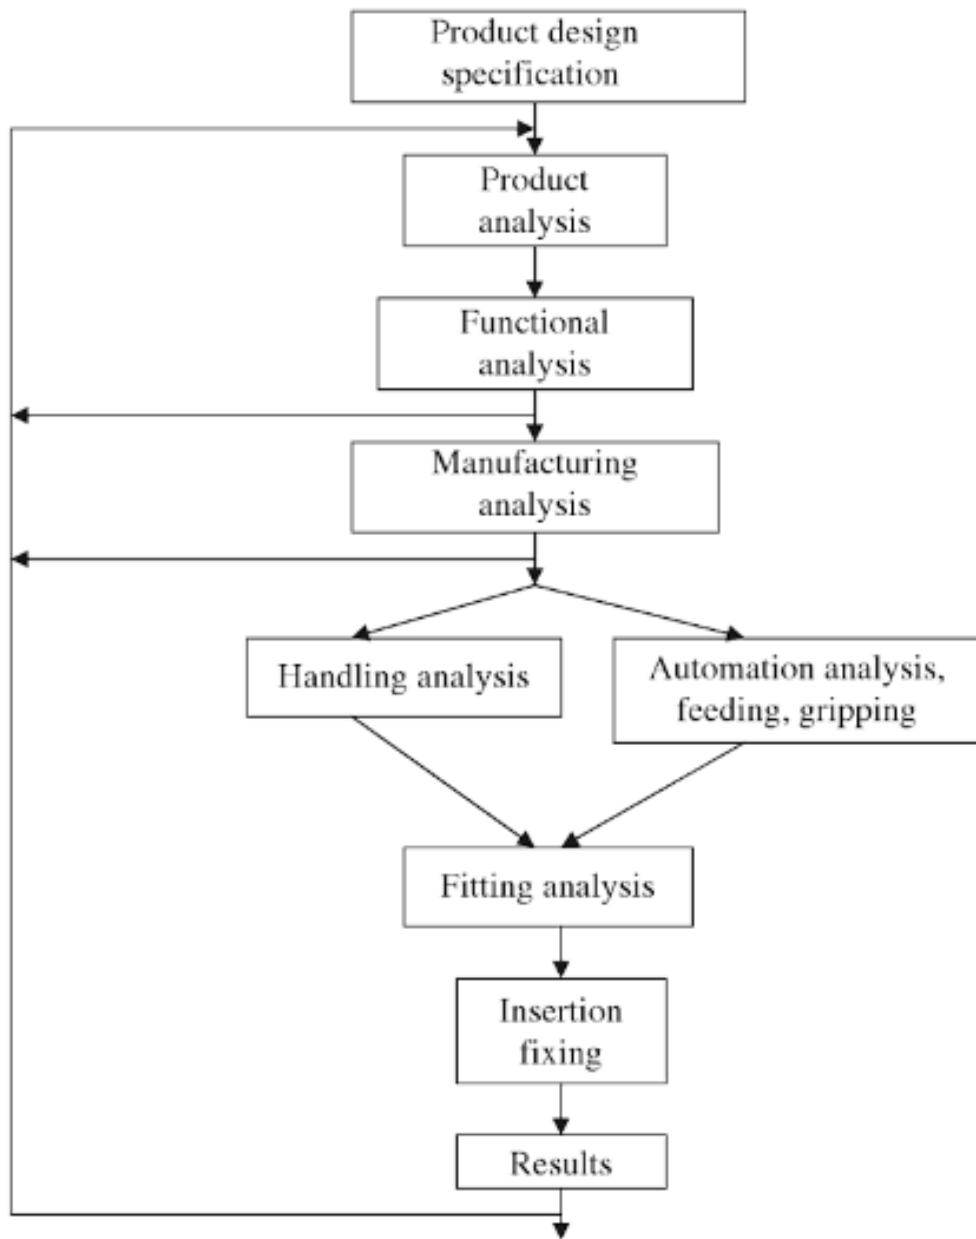 Product design
specification
Product
analysis
Functional
analysis
Manufacturing
analysis
Handling analysis
Automation analysis,
feeding, gripping
Fitting analysis
Insertion
fixing
Results